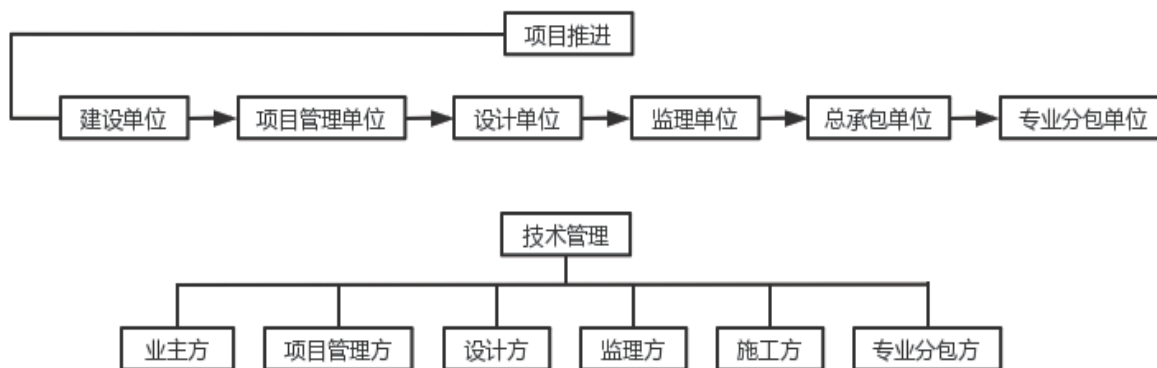 项目推进
建设单位 项目管理单位 设计单位 监理单位 总承包单位 专业分包单位
技术管理
业主方 项目管理方 设计方 监理方 施工方 专业分包方